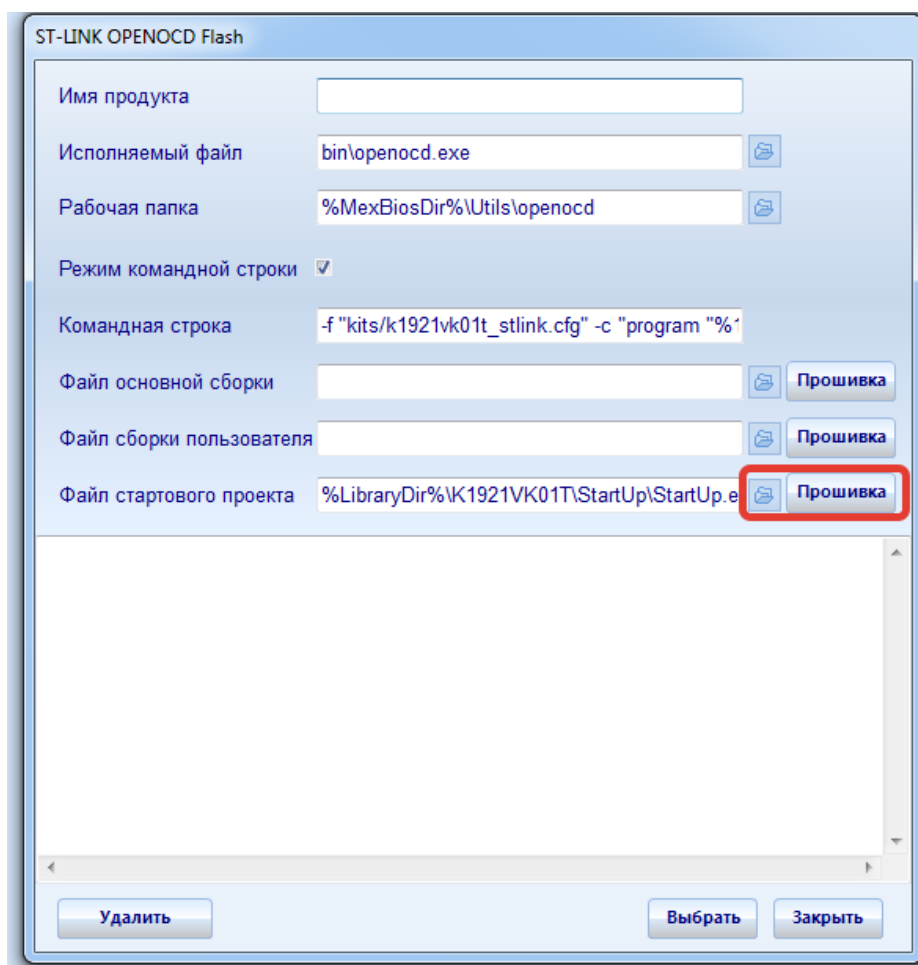 ST-LINK OPENOCD Flash
Имя продукта
Исполняемый файл bin\openocd.exe
Рабочая папка %MexBiosDir%\Utils\openocd
Режим командной строки
Командная строка -f "kits/k1921vk01t_stlink.cfg" -c "program "%1
Файл основной сборки Прошивка
Файл сборки пользователя Прошивка
Файл стартового проекта %LibraryDir%\K1921VK01T\StartUp\StartUp.e Прошивка
Удалить Выбрать Закрыть